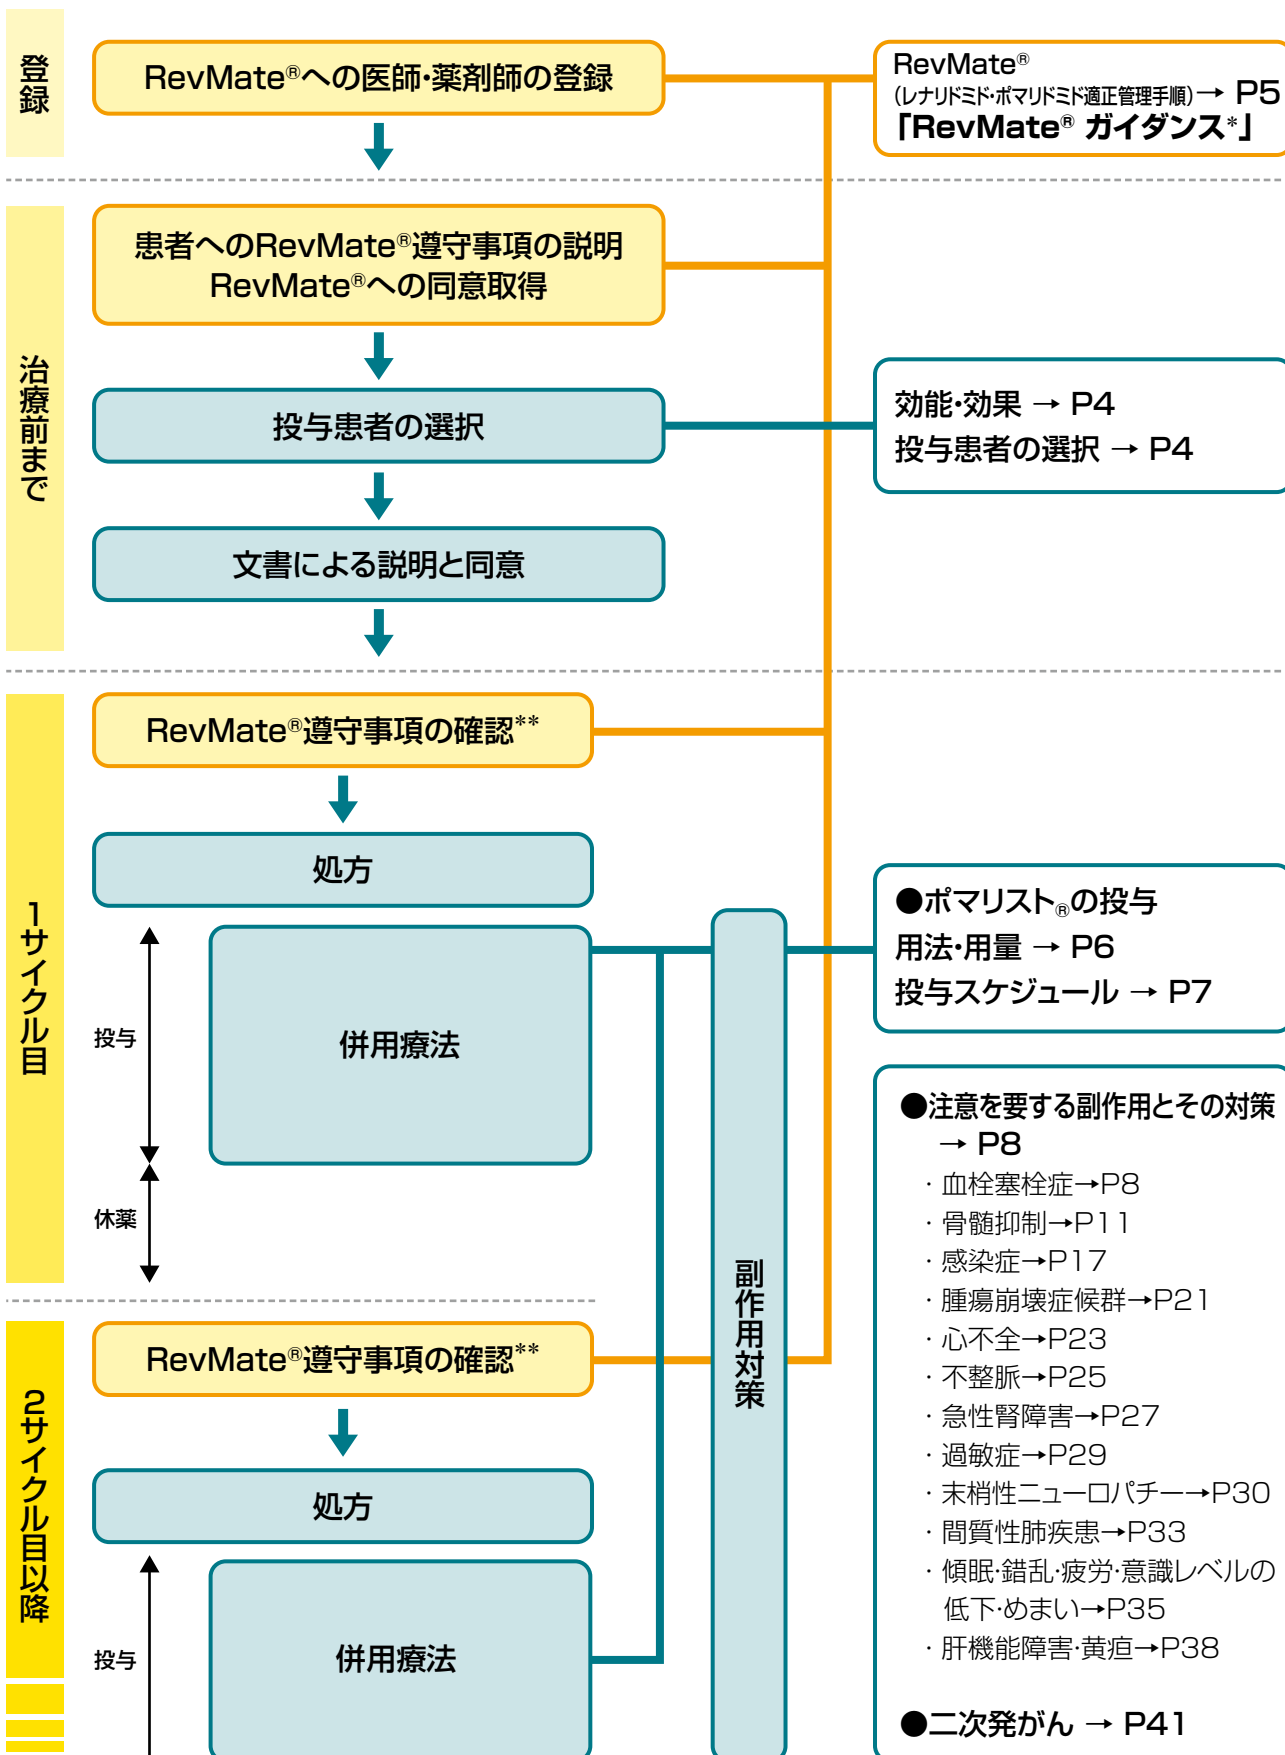 登録
RevMate®への医師・薬剤師の登録
RevMate®
(レナリドミド・ポマリドミド適正管理手順)→ P5
「RevMate® ガイダンス*」
治療前まで
患者へのRevMate®遵守事項の説明
RevMate®への同意取得
投与患者の選択
効能・効果 → P4
投与患者の選択 → P4
文書による説明と同意
1サイクル目
RevMate®遵守事項の確認**
処方
投与
併用療法
休薬
●ポマリスト®の投与
用法・用量 → P6
投与スケジュール → P7
副作用対策
●注意を要する副作用とその対策
→ P8
・血栓塞栓症→P8
・骨髄抑制→P11
・感染症→P17
・腫瘍崩壊症候群→P21
・心不全→P23
・不整脈→P25
・急性腎障害→P27
・過敏症→P29
・末梢性ニューロパチー→P30
・間質性肺疾患→P33
・傾眠・錯乱・疲労・意識レベルの
低下・めまい→P35
・肝機能障害・黄疸→P38
●二次発がん → P41
2サイクル目以降
RevMate®遵守事項の確認**
処方
投与
併用療法